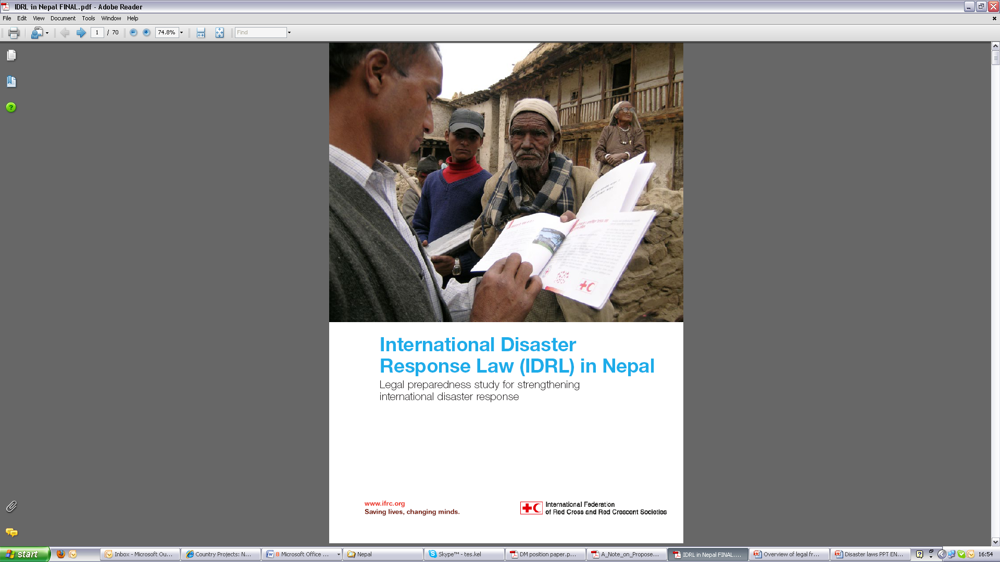 IDRL in Nepal FINAL.pdf - Adobe Reader
File Edit View Document Tools Window Help
1 / 70 74.8% Find
International Disaster
Response Law (IDRL) in Nepal
Legal preparedness study for strengthening
international disaster response
www.ifrc.org
Saving lives, changing minds.
International Federation
of Red Cross and Red Crescent Societies
start Inbox - Microsoft Ou... Country Projects: N... 8 Microsoft Office ... Nepal Skype™ - tes.kel DM position paper.p... A_Note_on_Propose... IDRL in Nepal FINAL.... Overview of legal fr... Disaster laws PPT EN... 16:54